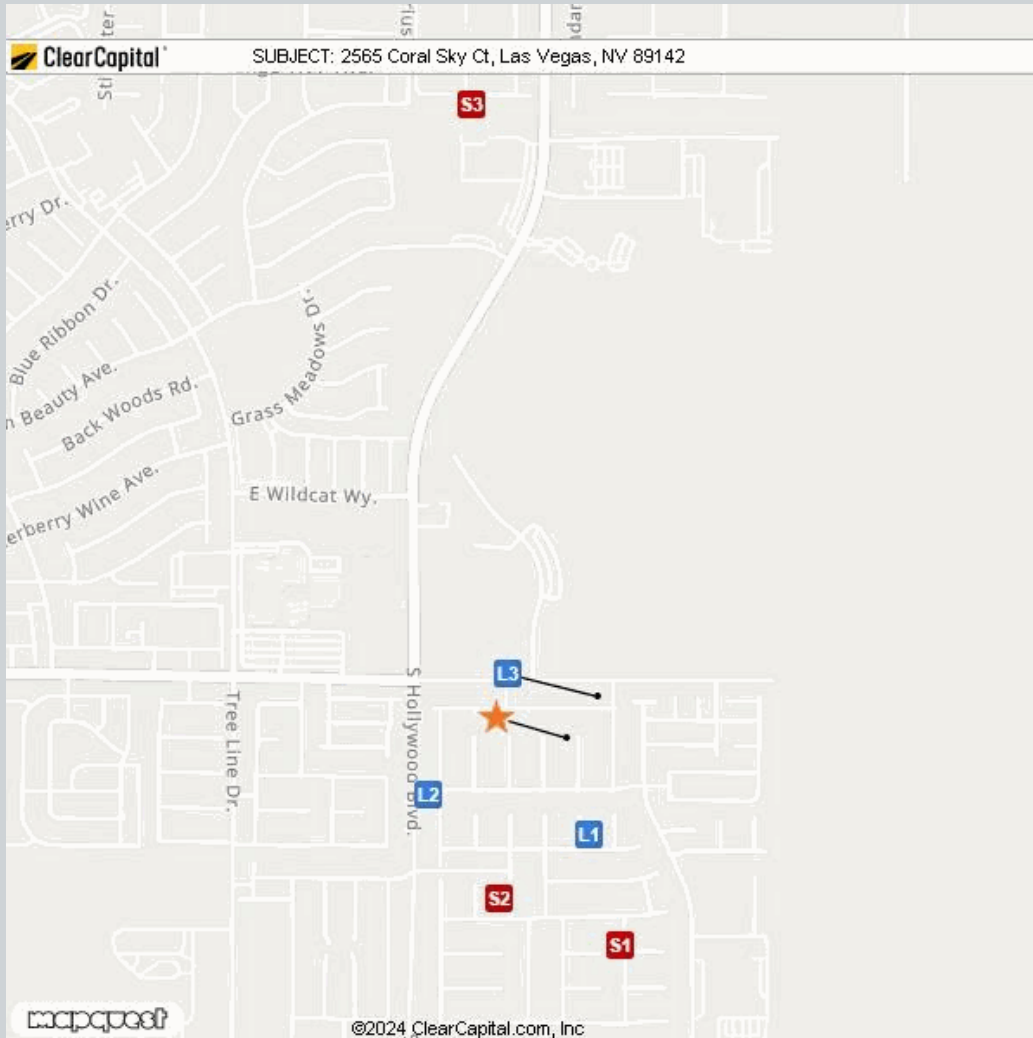 ClearCapital
SUBJECT: 2565 Coral Sky Ct, Las Vegas, NV 89142
S3
Dr.
Blue Ribbon Dr.
Beauty Ave.
Back Woods Rd.
Grass Meadows Dr.
E Wildcat Wy.
Wine Ave.
L3
S Hollywood Blvd.
Tree Line Dr.
L2
L1
S2
S1
mapquest
©2024 ClearCapital.com, Inc